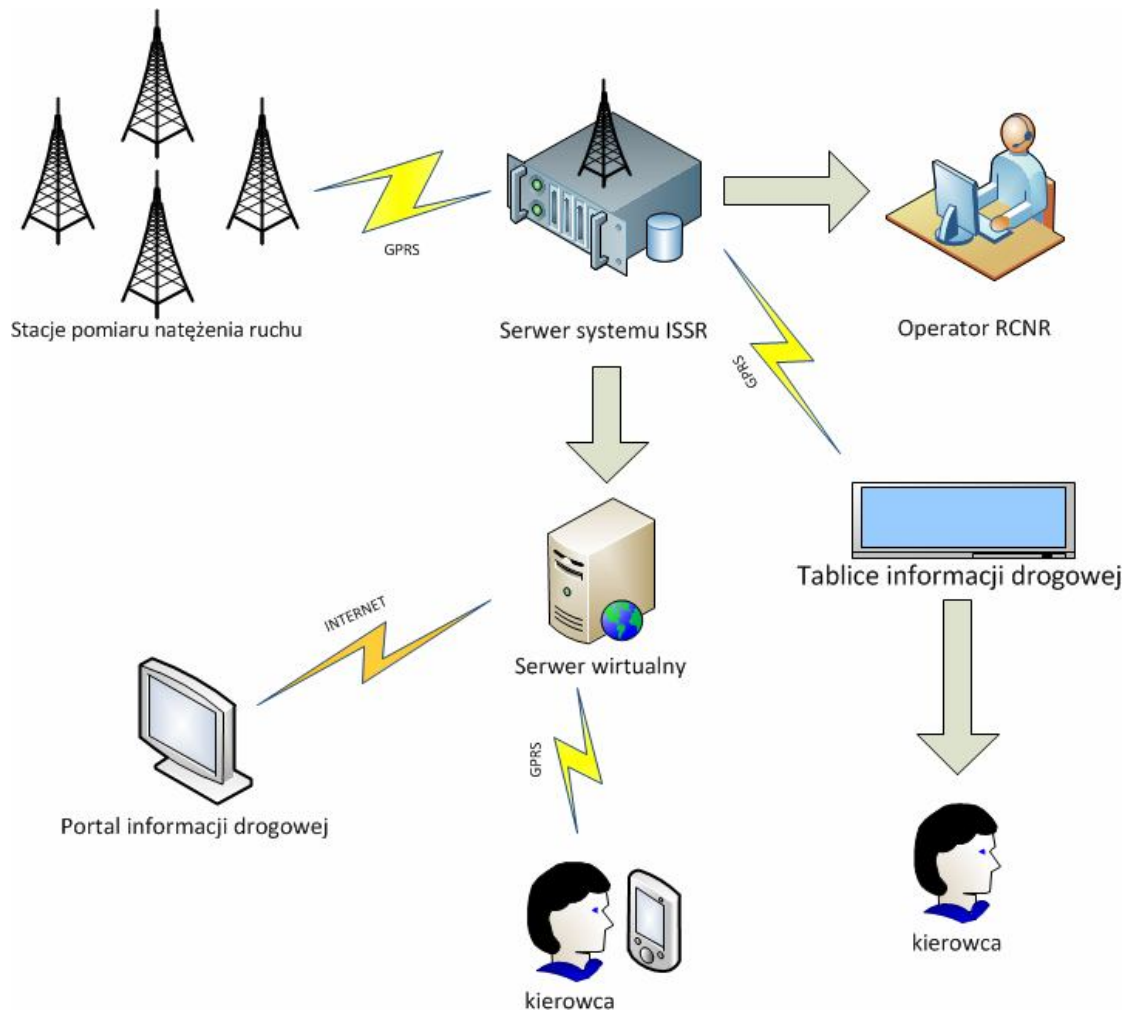 GPRS
Stacje pomiaru natężenia ruchu
Serwer systemu ISSR
Operator RCNR
GPRS
Tablice informacji drogowej
INTERNET
Serwer wirtualny
GPRS
Portal informacji drogowej
kierowca
kierowca